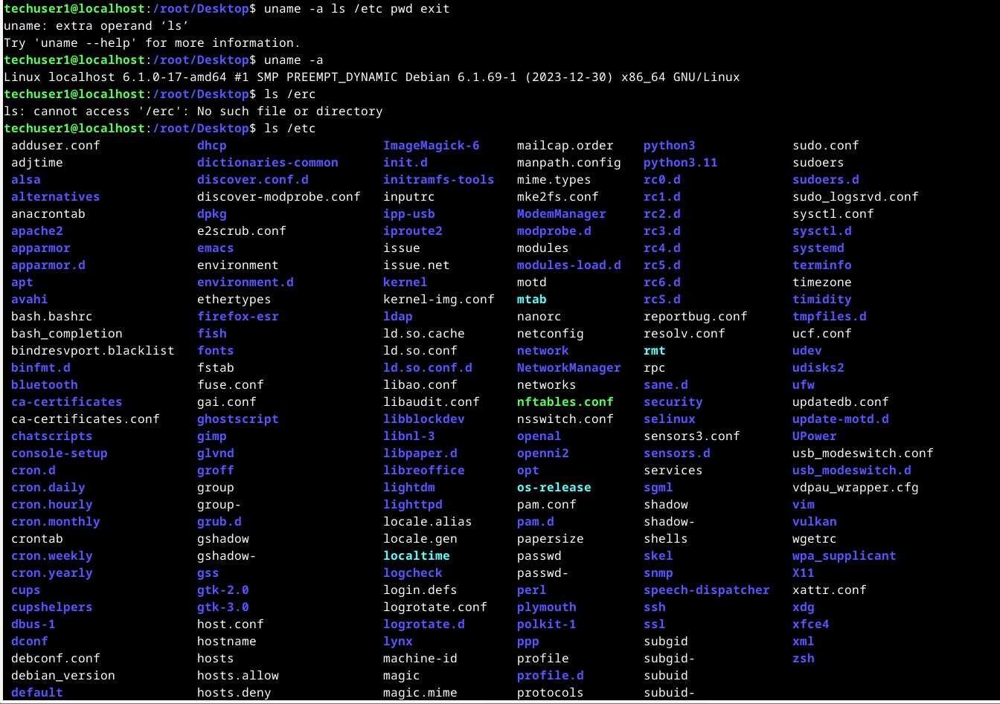 techuser1@localhost:/root/Desktop$ uname -a ls /etc pwd exit
uname: extra operand ‘ls’
Try 'uname --help' for more information.
techuser1@localhost:/root/Desktop$ uname -a
Linux localhost 6.1.0-17-amd64 #1 SMP PREEMPT_DYNAMIC Debian 6.1.69-1 (2023-12-30) x86_64 GNU/Linux
techuser1@localhost:/root/Desktop$ ls /erc
ls: cannot access '/erc': No such file or directory
techuser1@localhost:/root/Desktop$ ls /etc
adduser.conf dhcp ImageMagick-6 mailcap.order python3 sudo.conf
adjtime dictionaries-common init.d manpath.config python3.11 sudoers
alsa discover.conf.d initramfs-tools mime.types rc0.d sudoers.d
alternatives discover-modprobe.conf inputrc mke2fs.conf rc1.d sudo_logsrvd.conf
anacrontab dpkg ipp-usb ModemManager rc2.d sysctl.conf
apache2 e2scrub.conf iproute2 modprobe.d rc3.d sysctl.d
apparmor emacs issue modules rc4.d systemd
apparmor.d environment issue.net modules-load.d rc5.d terminfo
apt environment.d kernel motd rc6.d timezone
avahi ethertypes kernel-img.conf mtab rcS.d timidity
bash.bashrc firefox-esr ldap nanorc reportbug.conf tmpfiles.d
bash_completion fish ld.so.cache netconfig resolv.conf ucf.conf
bindresvport.blacklist fonts ld.so.conf network rmt udev
binfmt.d fstab ld.so.conf.d NetworkManager rpc udisks2
bluetooth fuse.conf libao.conf networks sane.d ufw
ca-certificates gai.conf libaudit.conf nftables.conf security updatedb.conf
ca-certificates.conf ghostscript libblockdev nsswitch.conf selinux update-motd.d
chatscripts gimp libnl-3 openal sensors3.conf UPower
console-setup glvnd libpaper.d openni2 sensors.d usb_modeswitch.conf
cron.d groff libreoffice opt services usb_modeswitch.d
cron.daily group lightdm os-release sgml vdpau_wrapper.cfg
cron.hourly group- lighttpd pam.conf shadow vim
cron.monthly grub.d locale.alias pam.d shadow- vulkan
crontab gshadow locale.gen papersize shells wgetrc
cron.weekly gshadow- localtime passwd skel wpa_supplicant
cron.yearly gss logcheck passwd- snmp X11
cups gtk-2.0 login.defs perl speech-dispatcher xattr.conf
cupshelpers gtk-3.0 logrotate.conf plymouth ssh xdg
dbus-1 host.conf logrotate.d polkit-1 ssl xfce4
dconf hostname lynx ppp subgid xml
debconf.conf hosts machine-id profile subgid- zsh
debian_version hosts.allow magic profile.d subuid
default hosts.deny magic.mime protocols subuid-